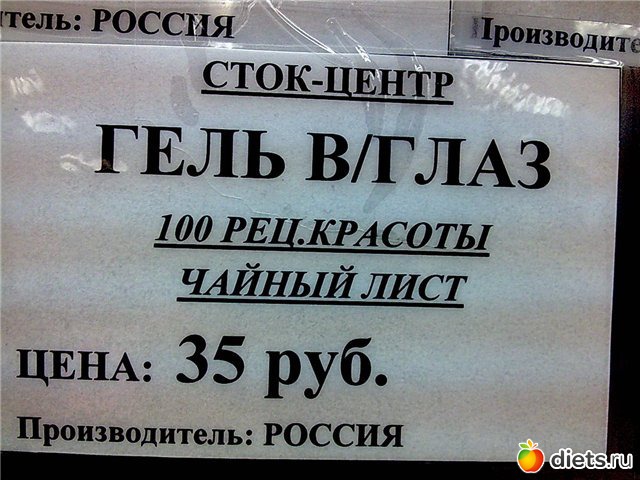 тель: РОССИЯ
Производите
СТОК-ЦЕНТР
ГЕЛЬ В/ГЛАЗ
100 РЕЦ.КРАСОТЫ
ЧАЙНЫЙ ЛИСТ
ЦЕНА: 35 руб.
Производитель: РОССИЯ
diets.ru